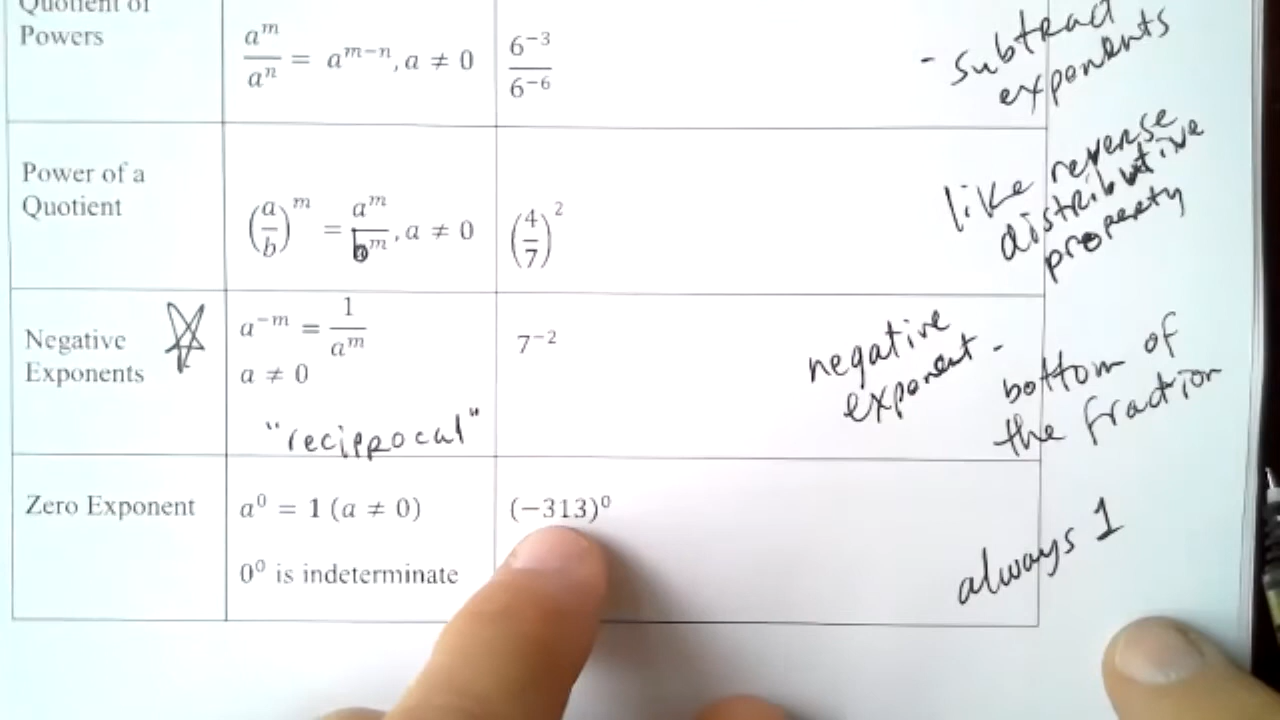 Quotient of
Powers
a^m/a^n = a^{m−n}, a ≠ 0
6^{−3}/6^{−6}
- subtract
exponents
Power of a
Quotient
(a/b)^m = a^m/b^m, a ≠ 0
(4/7)^2
like reverse
distributive
property
Negative
Exponents
a^{−m} = 1/a^m
a ≠ 0
"reciprocal"
7^{−2}
negative
exponent -
bottom of
the fraction
Zero Exponent
a^0 = 1 (a ≠ 0)
0^0 is indeterminate
(−313)^0
always 1